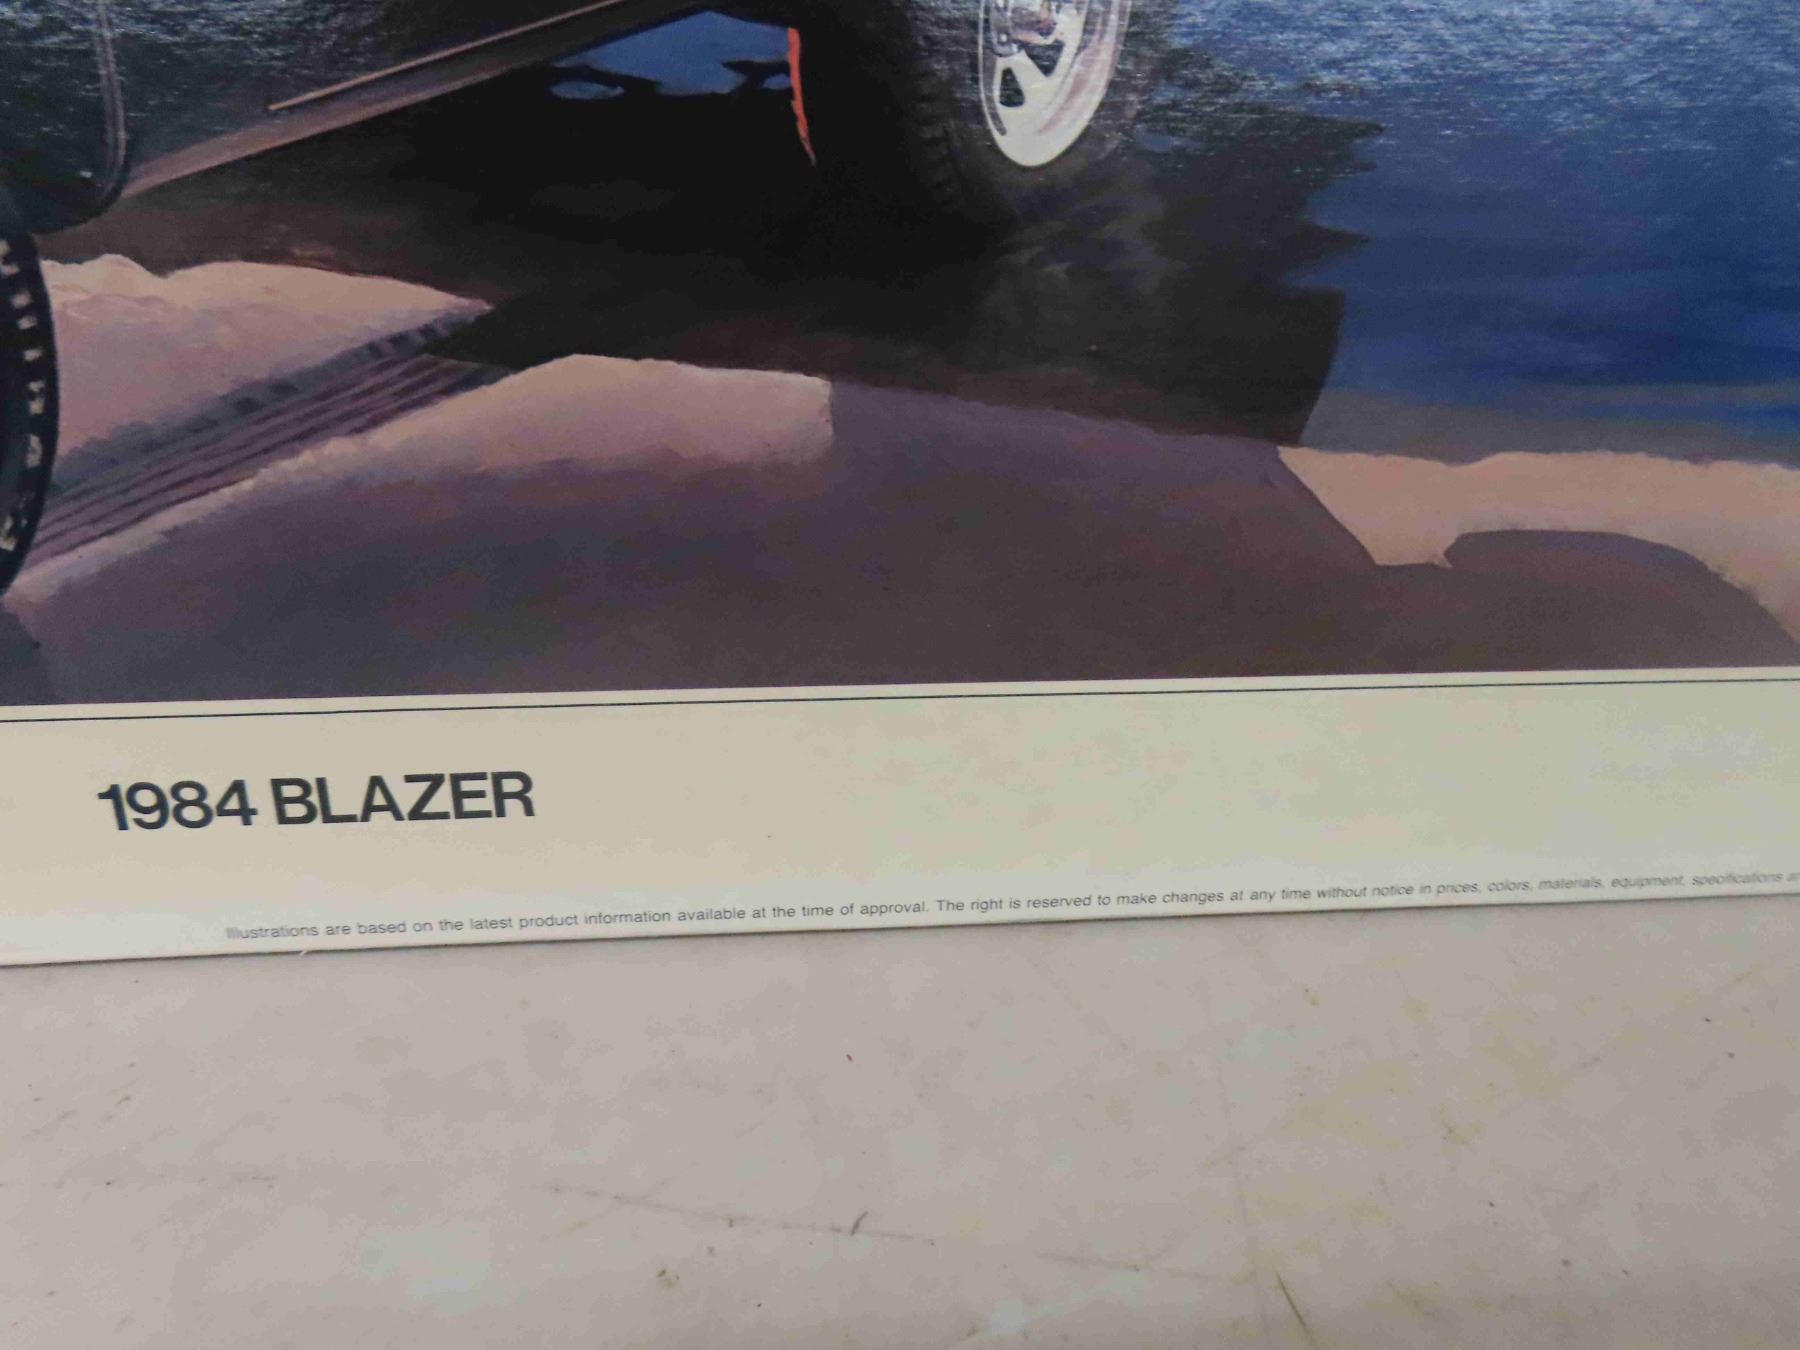 1984 BLAZER
Illustrations are based on the latest product information available at the time of approval. The right is reserved to make changes at any time without notice in prices, colors, materials, equipment, specifications